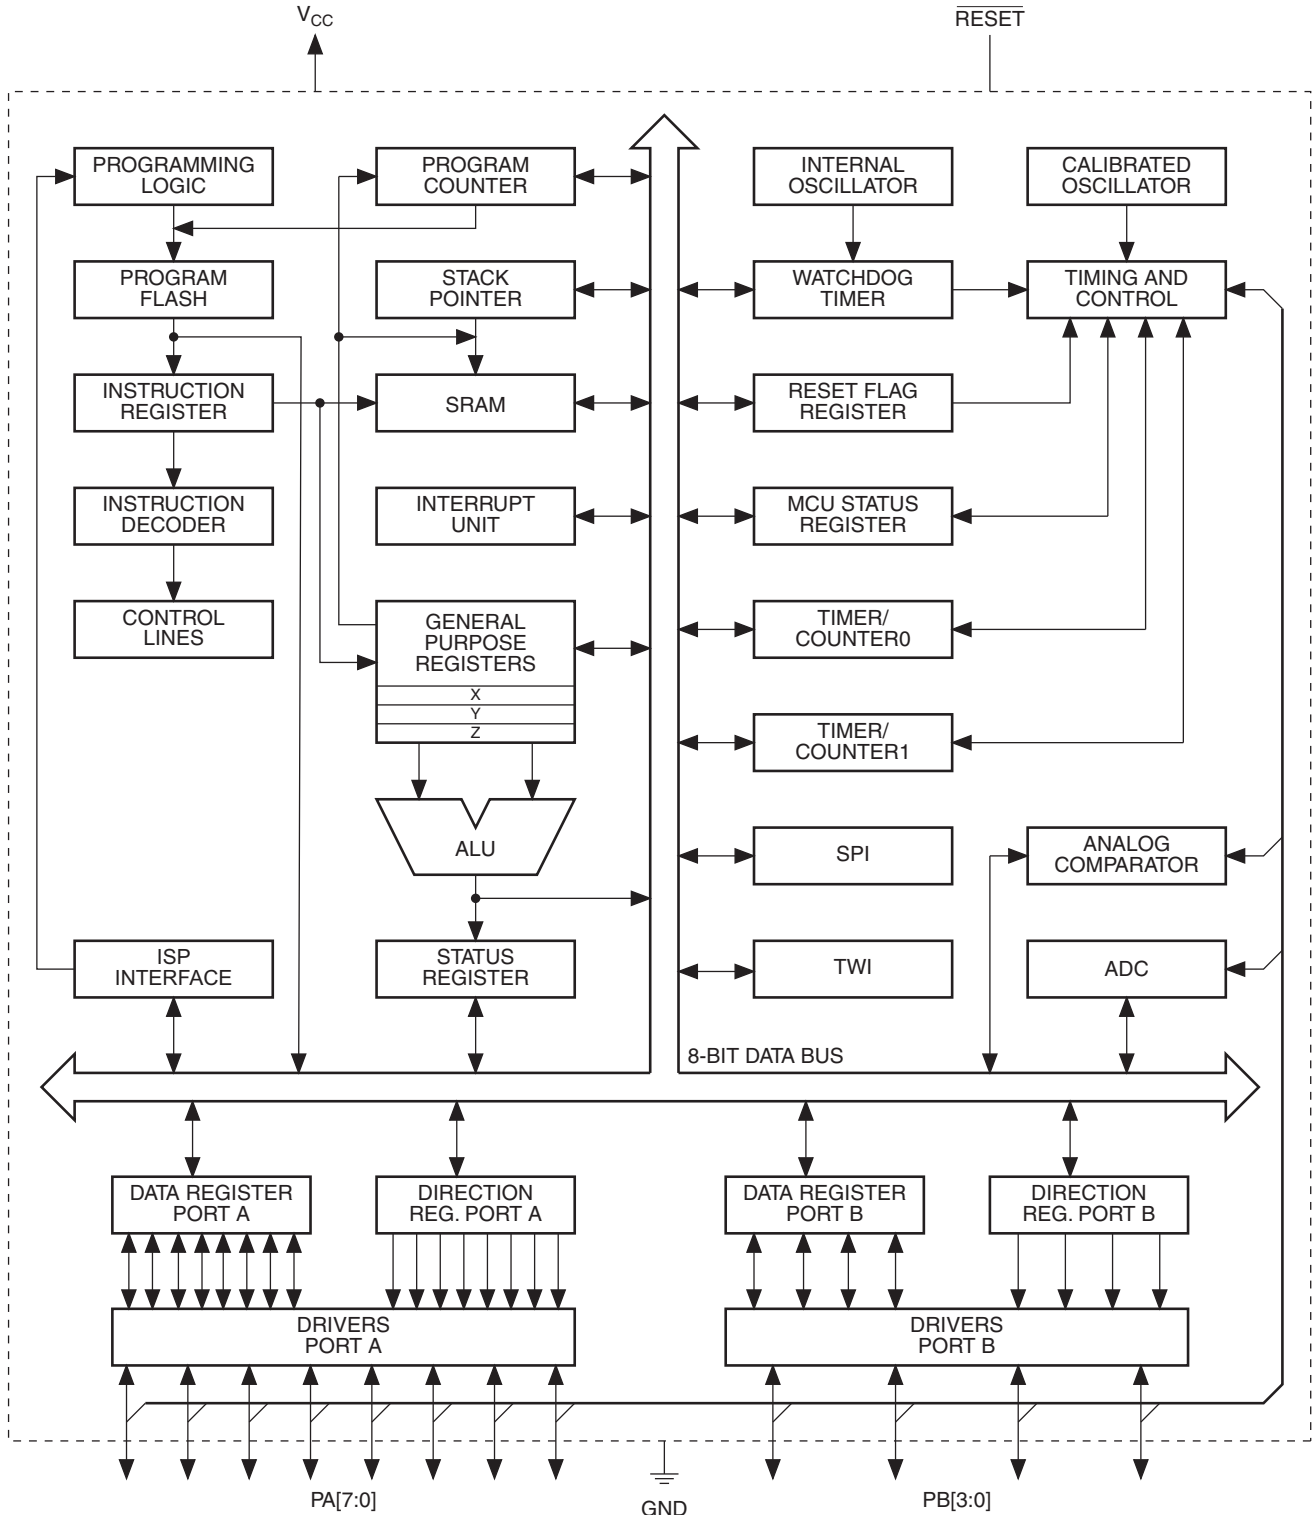 VCC
RESET
PROGRAMMING
LOGIC
PROGRAM
COUNTER
INTERNAL
OSCILLATOR
CALIBRATED
OSCILLATOR
PROGRAM
FLASH
STACK
POINTER
WATCHDOG
TIMER
TIMING AND
CONTROL
INSTRUCTION
REGISTER
SRAM
RESET FLAG
REGISTER
INSTRUCTION
DECODER
INTERRUPT
UNIT
MCU STATUS
REGISTER
CONTROL
LINES
GENERAL
PURPOSE
REGISTERS
X
Y
Z
TIMER/
COUNTER0
TIMER/
COUNTER1
ALU
SPI
ANALOG
COMPARATOR
ISP
INTERFACE
STATUS
REGISTER
TWI
ADC
8-BIT DATA BUS
DATA REGISTER
PORT A
DIRECTION
REG. PORT A
DATA REGISTER
PORT B
DIRECTION
REG. PORT B
DRIVERS
PORT A
DRIVERS
PORT B
PA[7:0]
GND
PB[3:0]